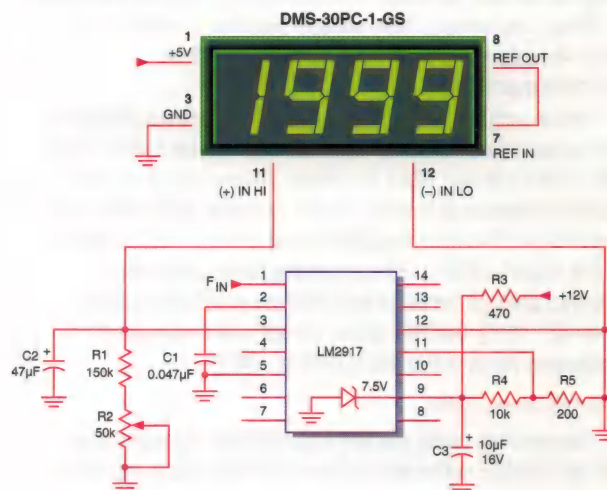 DMS-30PC-1-GS
1
+5V
8
REF OUT
1999
3
GND
7
REF IN
11
(+) IN HI
12
(–) IN LO
F IN
1
2
3
4
5
6
7
14
13
12
11
10
9
8
LM2917
7.5V
R3
470
+12V
C2
+
47µF
R1
150k
R2
50k
C1
0.047µF
R4
10k
R5
200
C3
+
10µF
16V